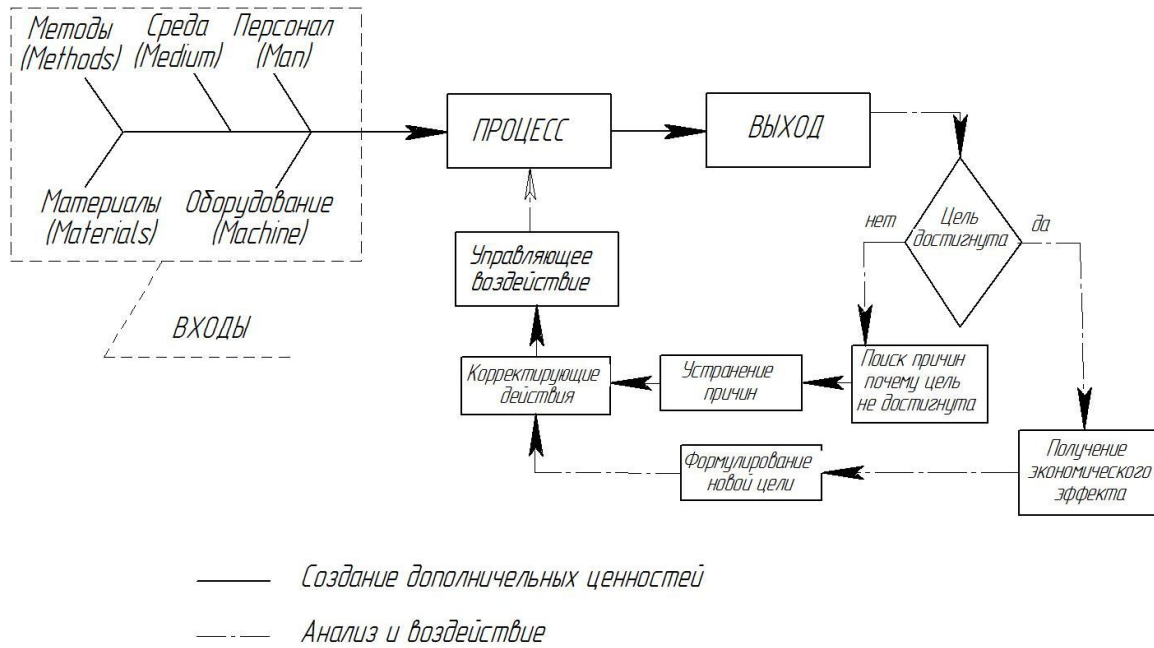 Методы
(Methods)
Среда
(Medium)
Персонал
(Man)
Материалы
(Materials)
Оборудование
(Machine)
ВХОДЫ
ПРОЦЕСС
ВЫХОД
Цель
достигнута
нет
да
Управляющее
воздействие
Корректирующие
действия
Устранение
причин
Поиск причин
почему цель
не достигнута
Формулирование
новой цели
Получение
экономического
эффекта
Создание дополничельных ценностей
Анализ и воздействие